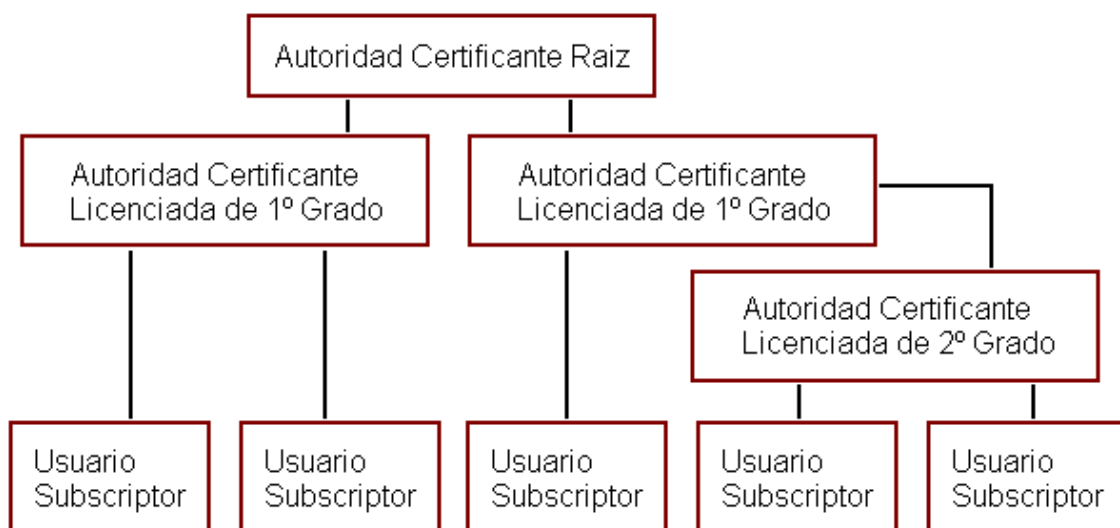 Autoridad Certificante Raiz
Autoridad Certificante
Licenciada de 1º Grado
Autoridad Certificante
Licenciada de 1º Grado
Autoridad Certificante
Licenciada de 2º Grado
Usuario
Subscriptor
Usuario
Subscriptor
Usuario
Subscriptor
Usuario
Subscriptor
Usuario
Subscriptor